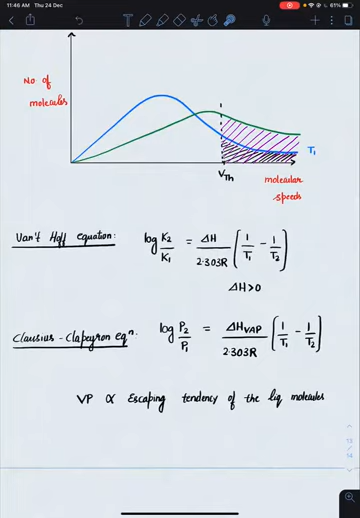 11:46 AM Thu 24 Dec
61%
No of
molecules
T₁
V_Th
molecular
speeds
Van't Hoff equation:
log K₂/K₁ = ΔH/2.303R [1/T₁ − 1/T₂]
ΔH>0
Clausius-Clapeyron eqⁿ.
log P₂/P₁ = ΔH_VAP/2.303R [1/T₁ − 1/T₂]
VP ∝ Escaping tendency of the liq molecules